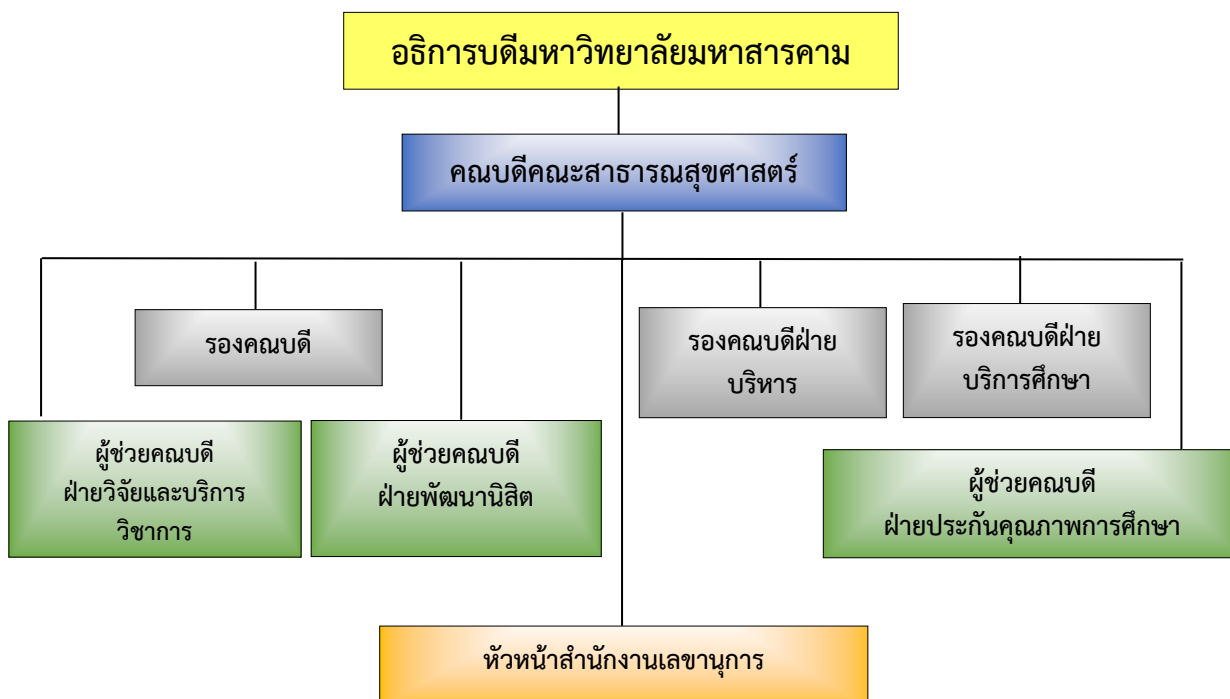 อธิการบดีมหาวิทยาลัยมหาสารคาม
คณบดีคณะสาธารณสุขศาสตร์
รองคณบดี
รองคณบดีฝ่าย
บริหาร
รองคณบดีฝ่าย
บริการศึกษา
ผู้ช่วยคณบดี
ฝ่ายวิจัยและบริการ
วิชาการ
ผู้ช่วยคณบดี
ฝ่ายพัฒนานิสิต
ผู้ช่วยคณบดี
ฝ่ายประกันคุณภาพการศึกษา
หัวหน้าสำนักงานเลขานุการ